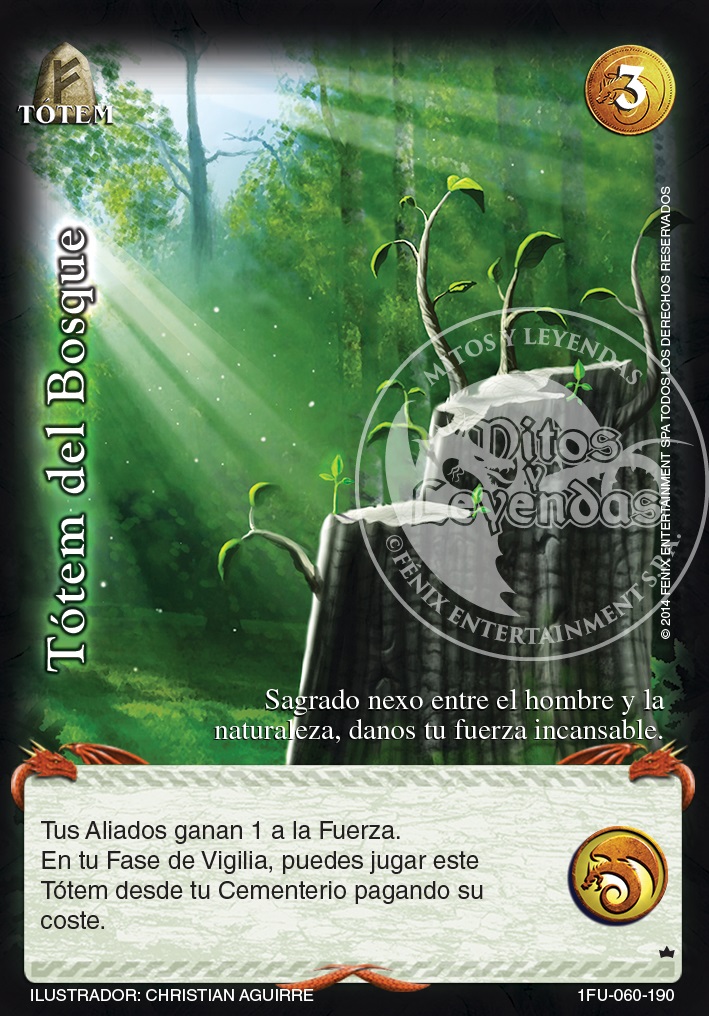 TÓTEM
3
Tótem del Bosque
MITOS Y LEYENDAS
Mitos
y
Leyendas
© FÉNIX ENTERTAINMENT S.P.A.
© 2014 FENIX ENTERTAINMENT SPA TODOS LOS DERECHOS RESERVADOS
Sagrado nexo entre el hombre y la
naturaleza, danos tu fuerza incansable.
Tus Aliados ganan 1 a la Fuerza.
En tu Fase de Vigilia, puedes jugar este
Tótem desde tu Cementerio pagando su
coste.
ILUSTRADOR: CHRISTIAN AGUIRRE
1FU-060-190